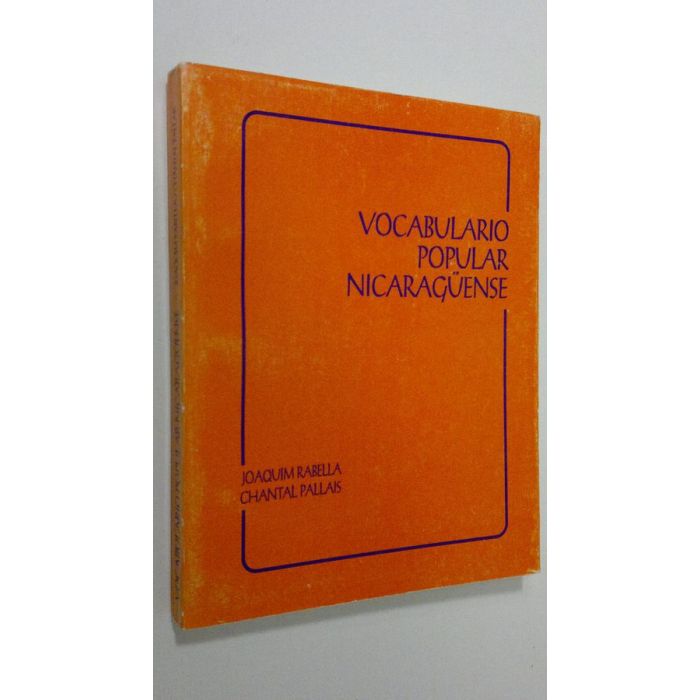 VOCABULARIO
POPULAR
NICARAGÜENSE
JOAQUIM RABELLA
CHANTAL PALLAIS